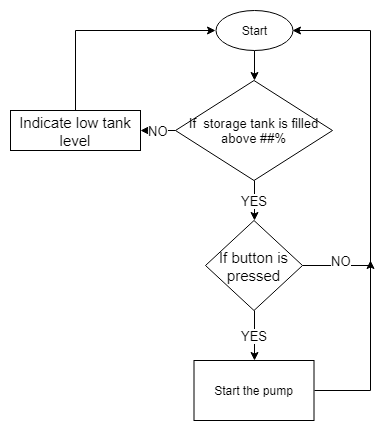 Start
If storage tank is filled
above ##%
NO
Indicate low tank
level
YES
If button is
pressed
NO
YES
Start the pump